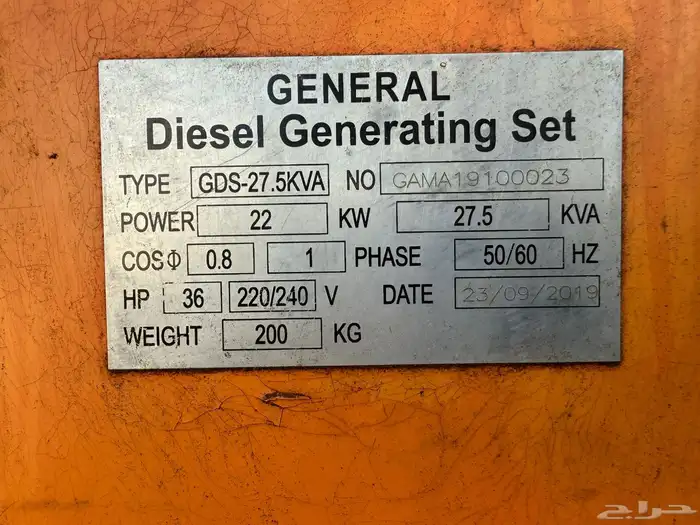 GENERAL
Diesel Generating Set
TYPE GDS-27.5KVA NO GAMA19100023
POWER 22 KW 27.5 KVA
COSΦ 0.8 1 PHASE 50/60 HZ
HP 36 220/240 V DATE 23/09/2019
WEIGHT 200 KG
حراج